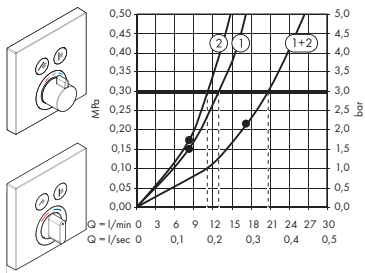 0,50 5,0
0,45 4,5
2 1 1+2
0,40 4,0
0,35 3,5
0,30 3,0
MPa 0,25 2,5 bar
0,20 2,0
0,15 1,5
0,10 1,0
0,05 0,5
0,00 0,0
Q = l/min 0 3 6 9 12 15 18 21 24 27 30
Q = l/sec 0 0,1 0,2 0,3 0,4 0,5